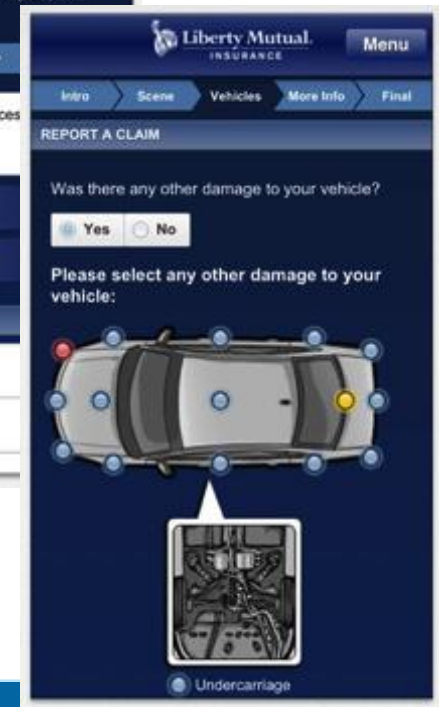 Liberty Mutual.
INSURANCE
Menu
Intro
Scene
Vehicles
More Info
Final
ces
REPORT A CLAIM
Was there any other damage to your vehicle?
Yes
No
Please select any other damage to your
vehicle:
Undercarriage